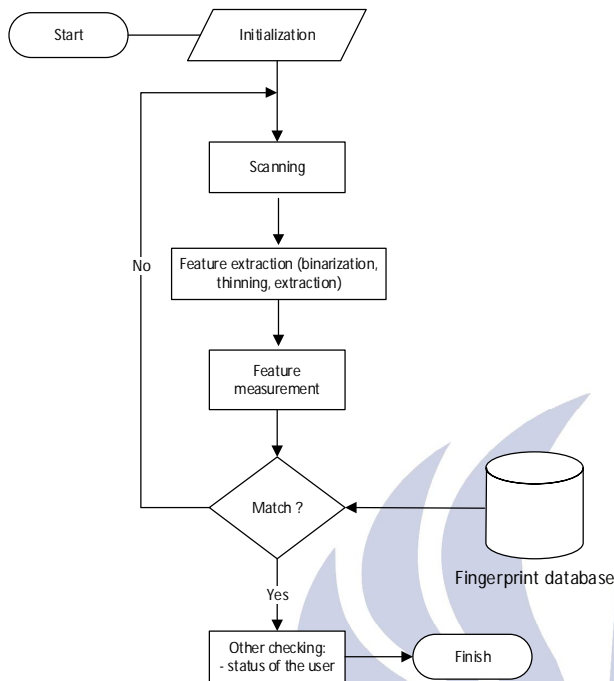 Start
Initialization
Scanning
Feature extraction (binarization,
thinning, extraction)
No
Feature
measurement
Match ?
Fingerprint database
Yes
Other checking:
- status of the user
Finish